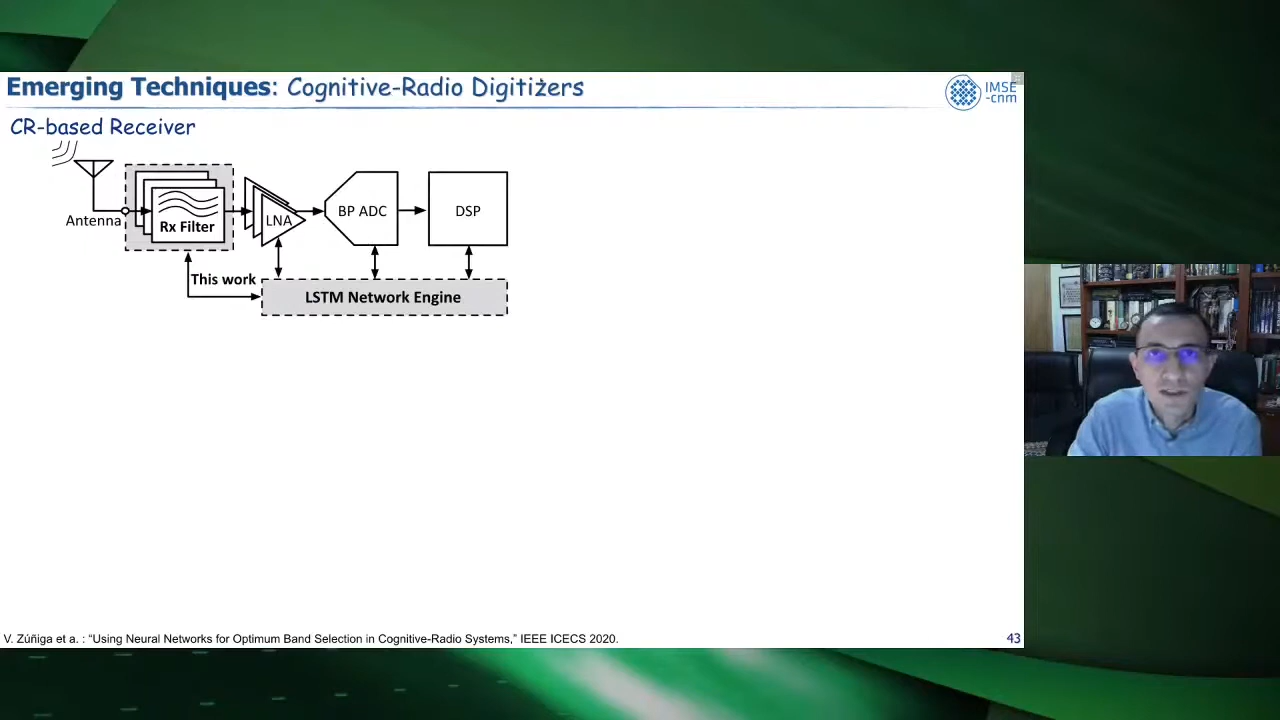 Emerging Techniques: Cognitive-Radio Digitizers
IMSE
-cnm
CR-based Receiver
Antenna
Rx Filter
LNA
BP ADC
DSP
This work
LSTM Network Engine
V. Zúñiga et a. : “Using Neural Networks for Optimum Band Selection in Cognitive-Radio Systems,” IEEE ICECS 2020.
43